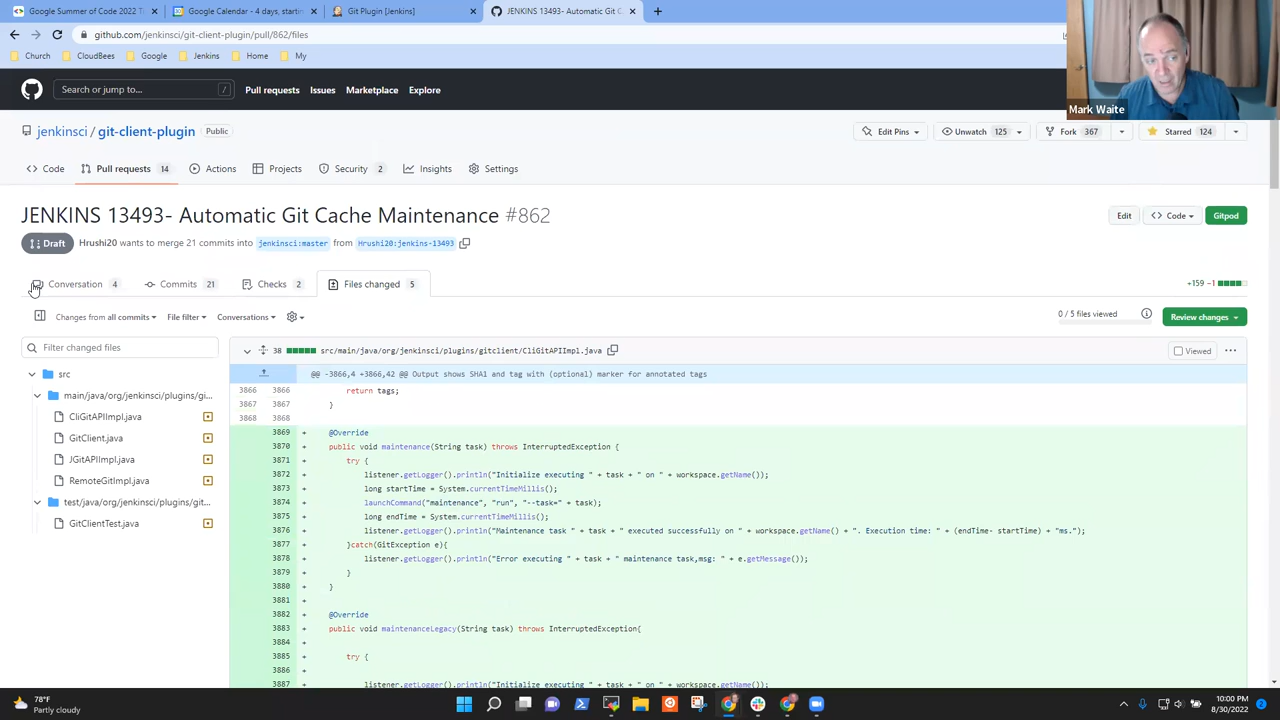 Google Summer of Code 2022 T
Google Calendar - 4 days, startin
Git Plugin [Jenkins]
JENKINS 13493- Automatic Git C
github.com/jenkinsci/git-client-plugin/pull/862/files
Church
CloudBees
Google
Jenkins
Home
My
Mark Waite
Search or jump to...
/
Pull requests
Issues
Marketplace
Explore
jenkinsci / git-client-plugin
Public
Edit Pins
Unwatch 125
Fork 367
Starred 124
Code
Pull requests 14
Actions
Projects
Security 2
Insights
Settings
JENKINS 13493- Automatic Git Cache Maintenance #862
Edit
Code
Gitpod
Draft
Hrushi20 wants to merge 21 commits into jenkinsci:master from Hrushi20:jenkins-13493
Conversation 4
Commits 21
Checks 2
Files changed 5
+159 −1
Changes from all commits
File filter
Conversations
0 / 5 files viewed
Review changes
Filter changed files
38 src/main/java/org/jenkinsci/plugins/gitclient/CliGitAPIImpl.java
Viewed
src
main/java/org/jenkinsci/plugins/gi...
CliGitAPIImpl.java
GitClient.java
JGitAPIImpl.java
RemoteGitImpl.java
test/java/org/jenkinsci/plugins/git...
GitClientTest.java
@@ -3866,4 +3866,42 @@ Output shows SHA1 and tag with (optional) marker for annotated tags
3866 3866 return tags;
3867 3867 }
3868 3868
3869 + @Override
3870 + public void maintenance(String task) throws InterruptedException {
3871 + try {
3872 + listener.getLogger().println("Initialize executing " + task + " on " + workspace.getName());
3873 + long startTime = System.currentTimeMillis();
3874 + launchCommand("maintenance", "run", "--task=" + task);
3875 + long endTime = System.currentTimeMillis();
3876 + listener.getLogger().println("Maintenance task " + task + " executed successfully on " + workspace.getName() + ". Execution time: " + (endTime- startTime) + "ms.");
3877 + }catch(GitException e){
3878 + listener.getLogger().println("Error executing " + task + " maintenance task,msg: " + e.getMessage());
3879 + }
3880 + }
3881 +
3882 + @Override
3883 + public void maintenanceLegacy(String task) throws InterruptedException{
3884 +
3885 + try {
3886 +
3887 + listener.getLogger().println("Initialize executing " + task + " on " + workspace.getName());
78°F
Partly cloudy
10:00 PM
8/30/2022
2